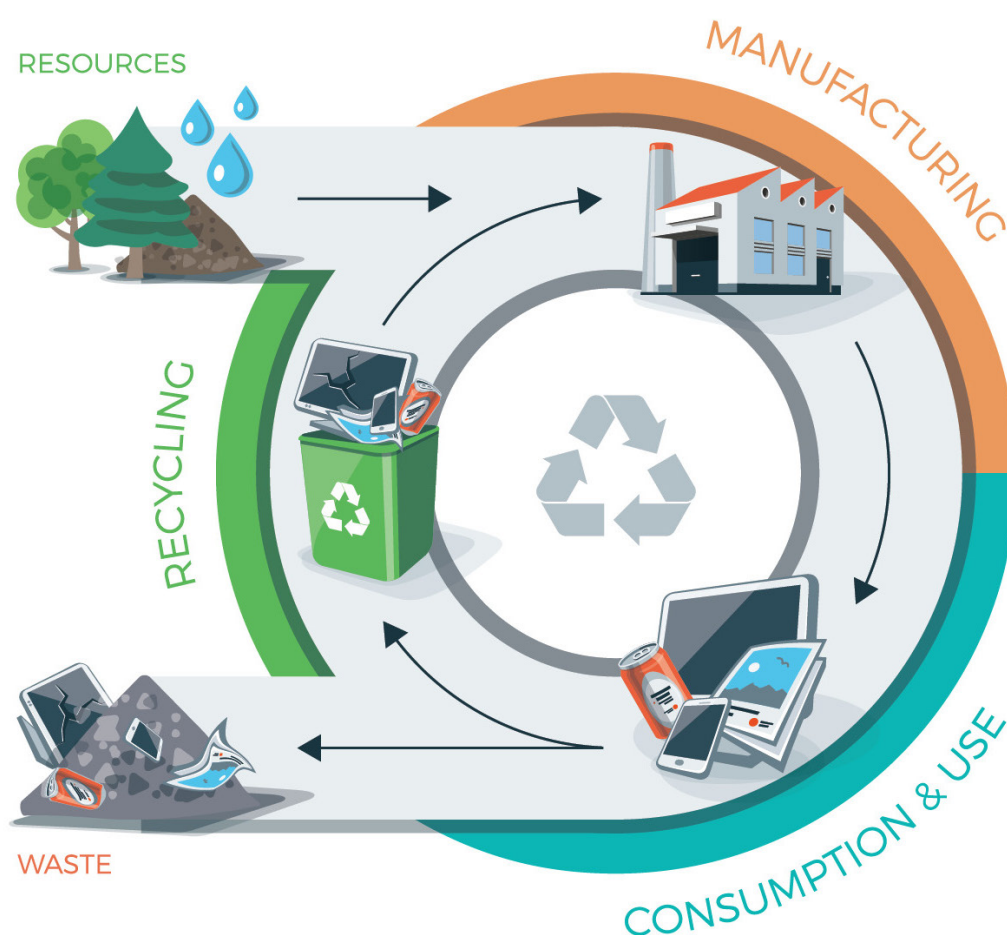 RESOURCES
MANUFACTURING
RECYCLING
WASTE
CONSUMPTION & USE